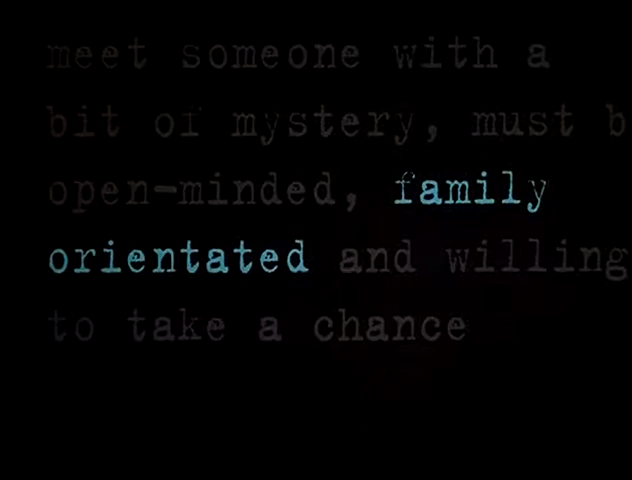 meet someone with a
bit of mystery, must b
open-minded, family
orientated and willing
to take a chance